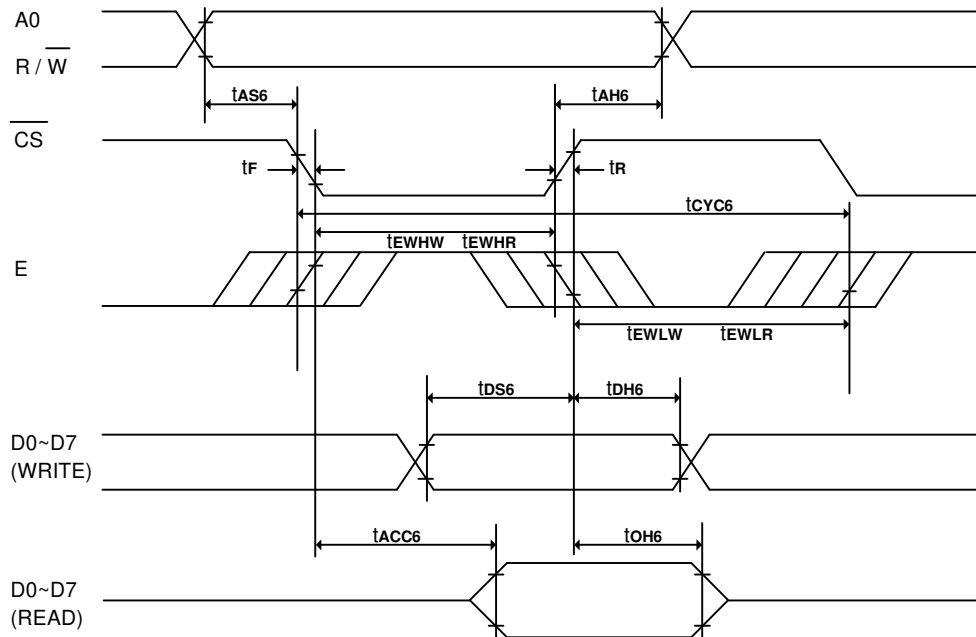 A0
R / W
tAS6
tAH6
CS
tF
tR
tCYC6
tEWHW tEWHR
E
tEWLW tEWLR
tDS6
tDH6
D0~D7
(WRITE)
tACC6
tOH6
D0~D7
(READ)